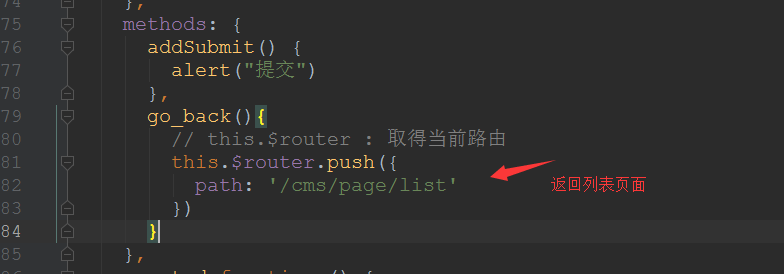 74 },
75 methods: {
76 addSubmit() {
77 alert("提交")
78 },
79 go_back(){
80 // this.$router : 取得当前路由
81 this.$router.push({
82 path: '/cms/page/list' 返回列表页面
83 })
84 }
85 },